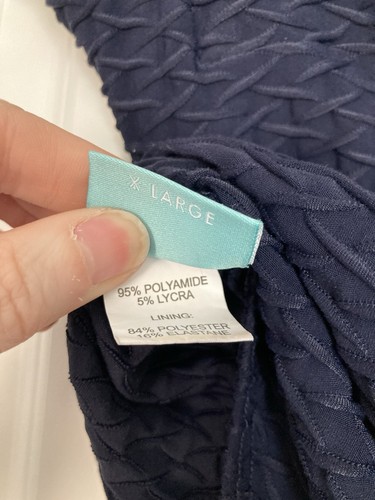 X-LARGE
95% POLYAMIDE
5% LYCRA
LINING:
84% POLYESTER
16% ELASTANE